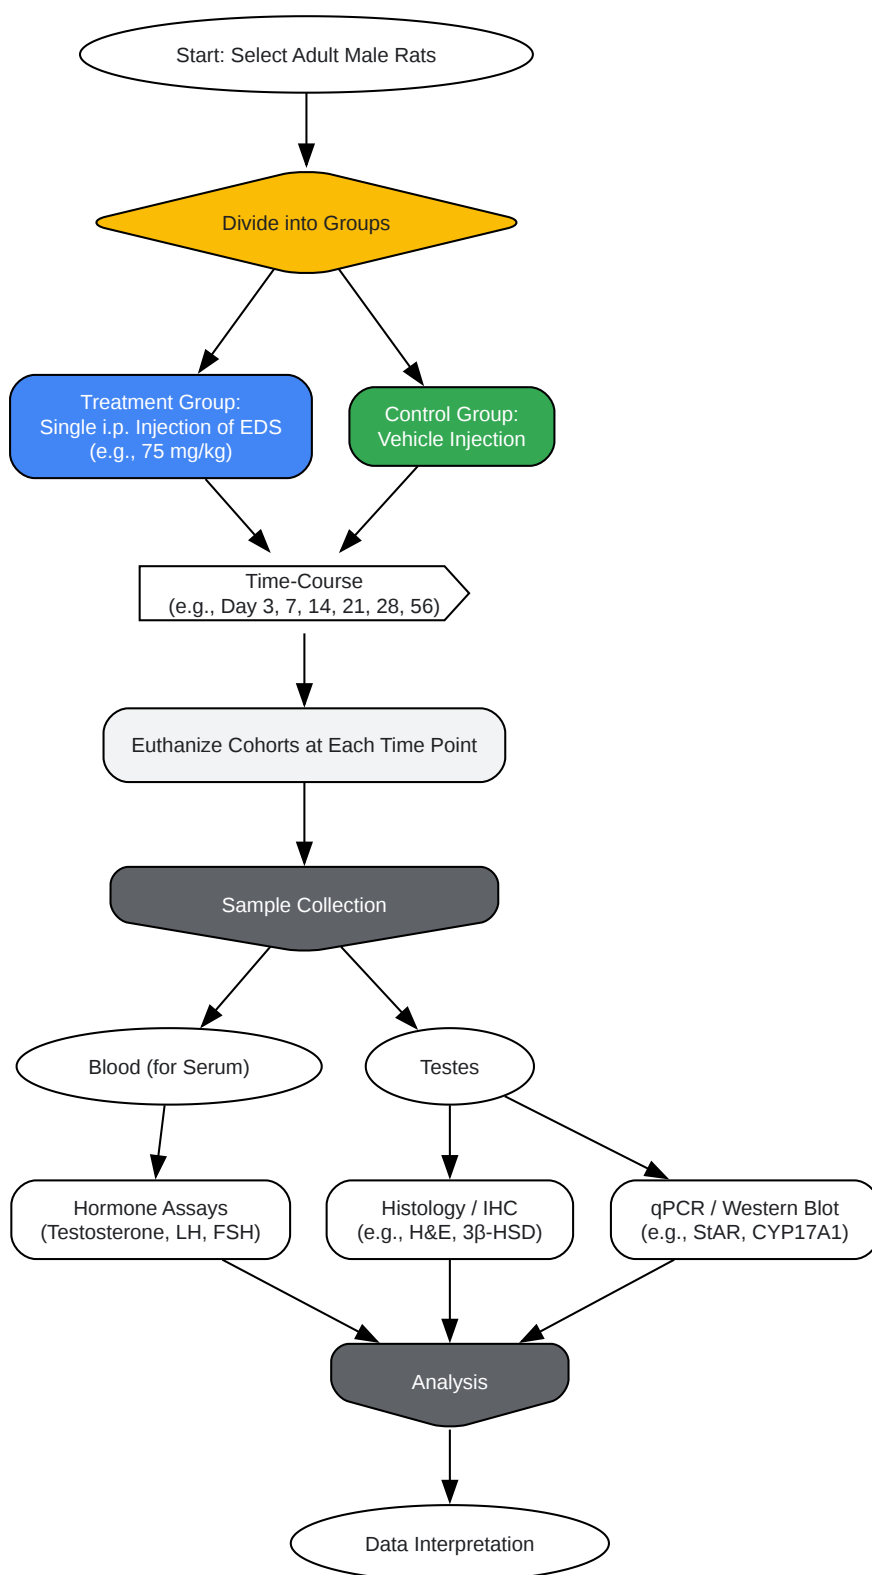 Start: Select Adult Male Rats
Divide into Groups
Treatment Group:
Single i.p. Injection of EDS
(e.g., 75 mg/kg)
Control Group:
Vehicle Injection
Time-Course
(e.g., Day 3, 7, 14, 21, 28, 56)
Euthanize Cohorts at Each Time Point
Sample Collection
Blood (for Serum)
Testes
Hormone Assays
(Testosterone, LH, FSH)
Histology / IHC
(e.g., H&E, 3β-HSD)
qPCR / Western Blot
(e.g., StAR, CYP17A1)
Analysis
Data Interpretation